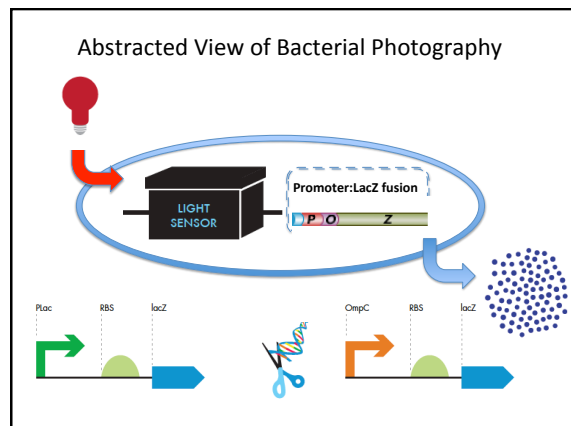 Abstracted View of Bacterial Photography
LIGHT
SENSOR
Promoter:LacZ fusion
P O Z
PLac RBS lacZ
OmpC RBS lacZ